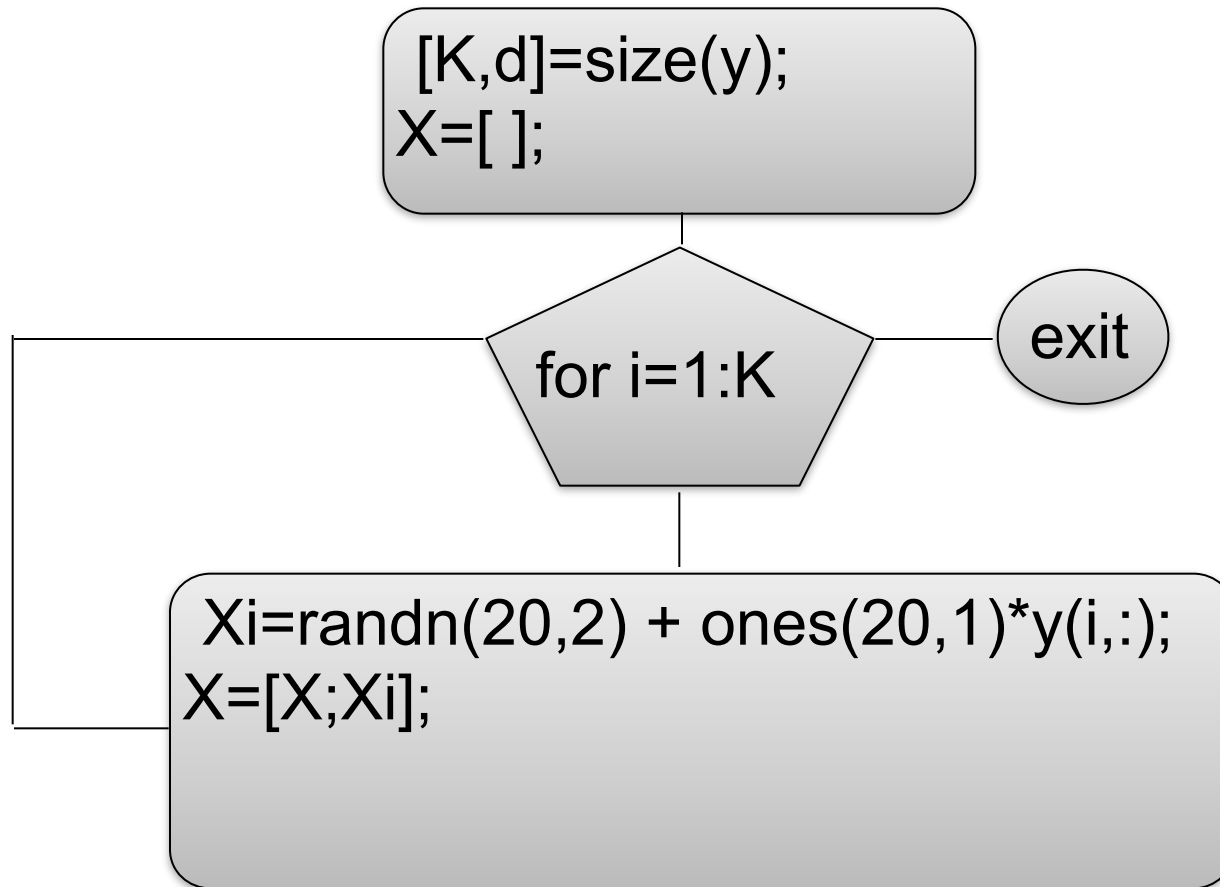 [K,d]=size(y);
X=[ ];
for i=1:K
exit
Xi=randn(20,2) + ones(20,1)*y(i,:);
X=[X;Xi];